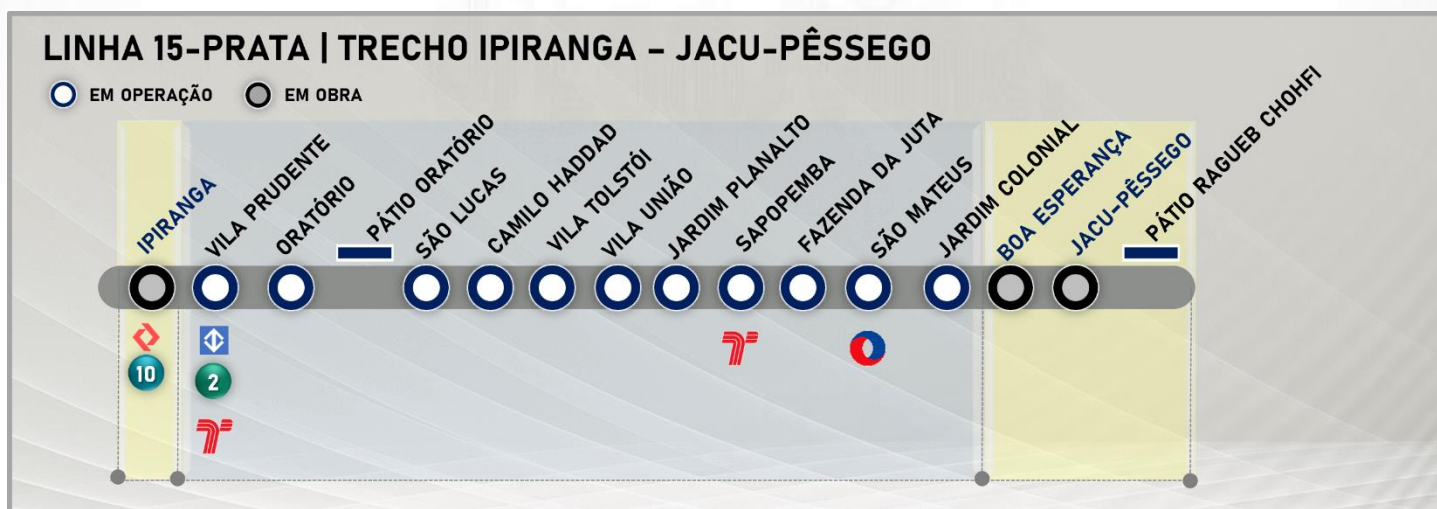 LINHA 15-PRATA | TRECHO IPIRANGA – JACU-PÊSSEGO
EM OPERAÇÃO
EM OBRA
IPIRANGA
VILA PRUDENTE
ORATÓRIO
PÁTIO ORATÓRIO
SÃO LUCAS
CAMILO HADDAD
VILA TOLSTÓI
VILA UNIÃO
JARDIM PLANALTO
SAPOPEMBA
FAZENDA DA JUTA
SÃO MATEUS
JARDIM COLONIAL
BOA ESPERANÇA
JACU-PÊSSEGO
PÁTIO RAGUEB CHOHFI
10
2